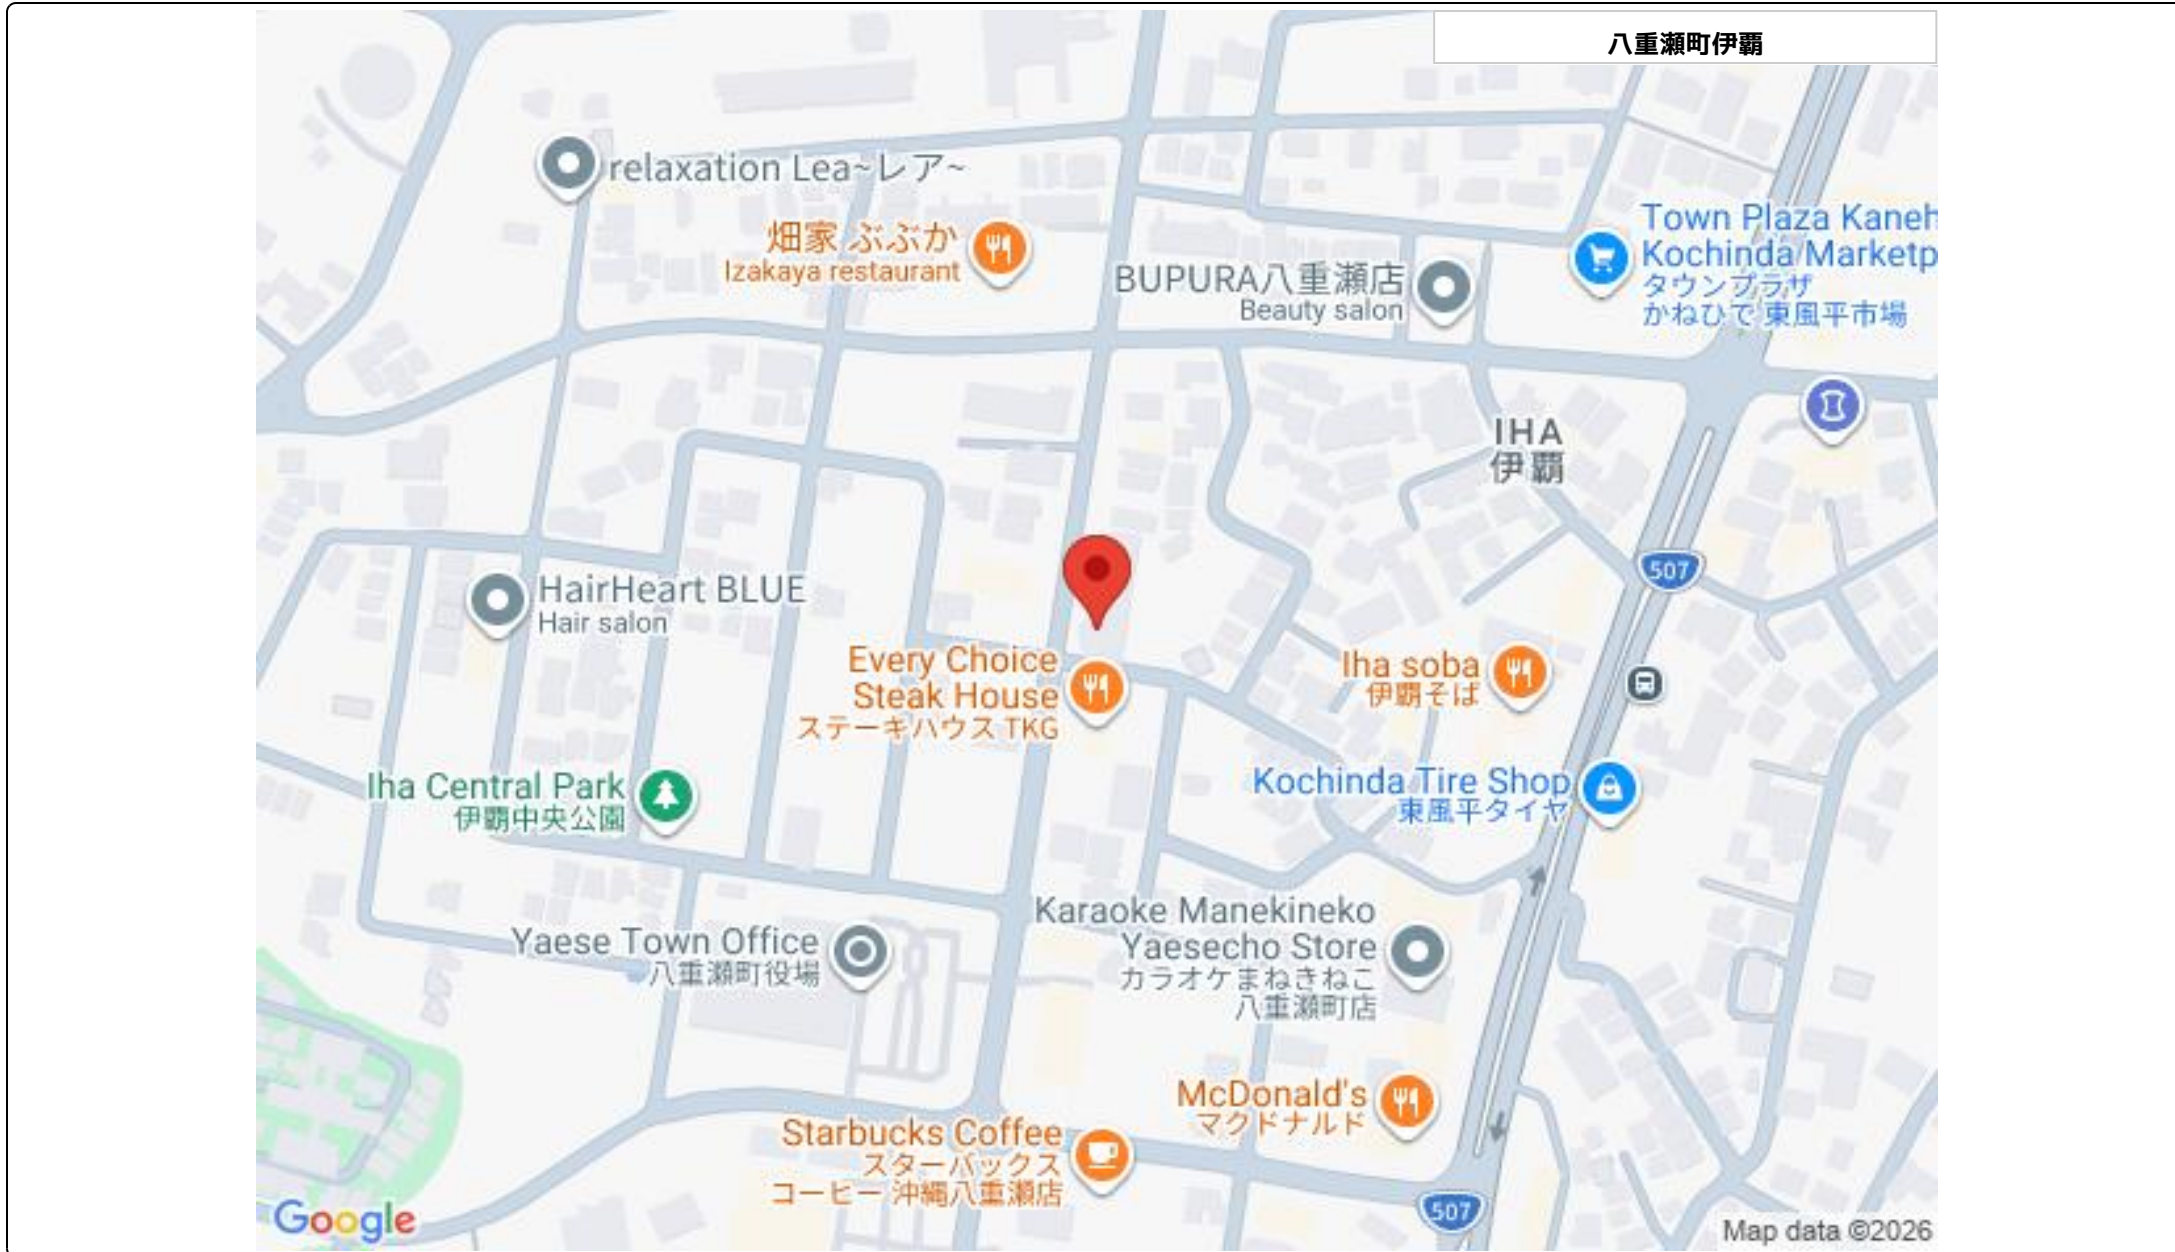 八重瀬町伊覇
relaxation Lea~レア~
畑家 ぶぶか
Izakaya restaurant
Town Plaza Kaneh
Kochinda Marketp
タウンプラザ
かねひで 東風平市場
BUPURA八重瀬店
Beauty salon
IHA
伊覇
507
HairHeart BLUE
Hair salon
Every Choice
Steak House
ステーキハウス TKG
Iha soba
伊覇そば
Iha Central Park
伊覇中央公園
Kochinda Tire Shop
東風平タイヤ
Yaese Town Office
八重瀬町役場
Karaoke Manekineko
Yaesecho Store
カラオケまねきねこ
八重瀬町店
McDonald's
マクドナルド
Starbucks Coffee
スターバックス
コーヒー 沖縄八重瀬店
507
Google
Map data ©2026